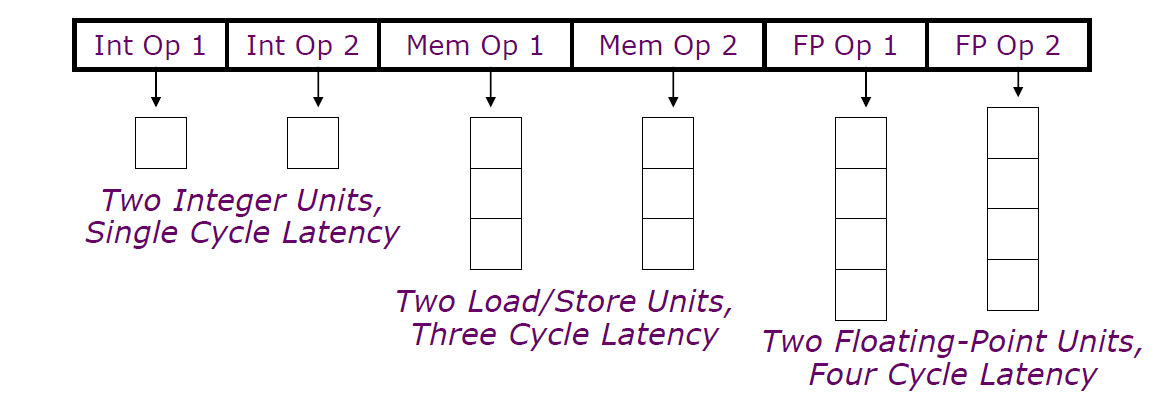 Int Op 1 Int Op 2 Mem Op 1 Mem Op 2 FP Op 1 FP Op 2
Two Integer Units,
Single Cycle Latency
Two Load/Store Units,
Three Cycle Latency
Two Floating-Point Units,
Four Cycle Latency